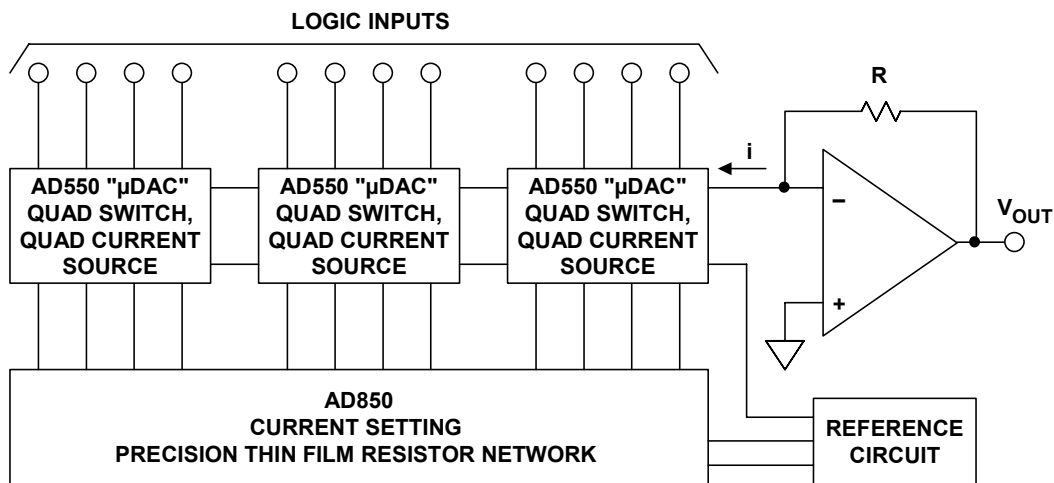 LOGIC INPUTS
R
i
AD550 "µDAC"
QUAD SWITCH,
QUAD CURRENT
SOURCE
AD550 "µDAC"
QUAD SWITCH,
QUAD CURRENT
SOURCE
AD550 "µDAC"
QUAD SWITCH,
QUAD CURRENT
SOURCE
–
+
VOUT
AD850
CURRENT SETTING
PRECISION THIN FILM RESISTOR NETWORK
REFERENCE
CIRCUIT